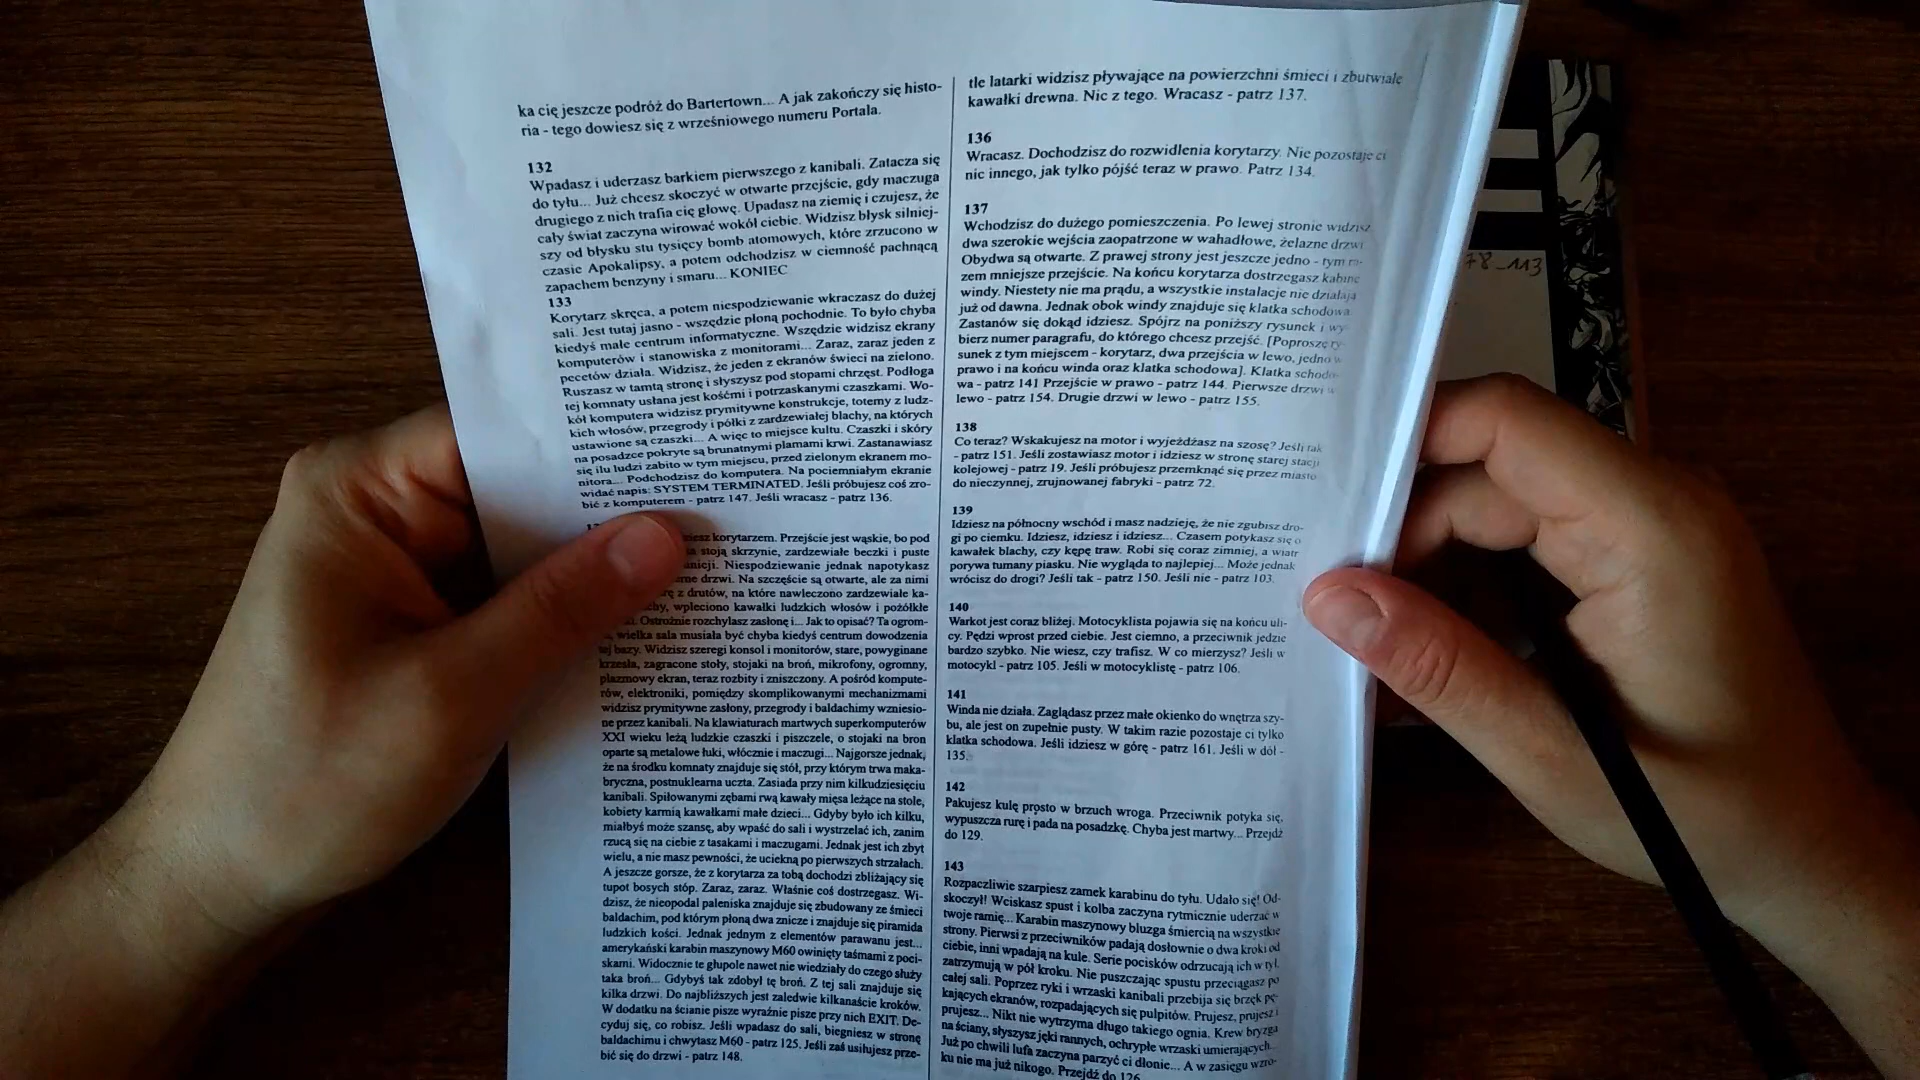 ka cię jeszcze podróż do Bartertown... A jak zakończy się histo-
ria - tego dowiesz się z wrześniowego numeru Portala.
132
Wpadasz i uderzasz barkiem pierwszego z kanibali. Zatacza się
do tyłu... Już chcesz skoczyć w otwarte przejście, gdy maczuga
drugiego z nich trafia cię głowę. Upadasz na ziemię i czujesz, że
cały świat zaczyna wirować wokół ciebie. Widzisz błysk silniej-
szy od błysku stu tysięcy bomb atomowych, które zrzucono w
czasie Apokalipsy, a potem odchodzisz w ciemność pachnącą
zapachem benzyny i smaru... KONIEC
133
Korytarz skręca, a potem niespodziewanie wkraczasz do dużej
sali. Jest tutaj jasno - wszędzie płoną pochodnie. To było chyba
kiedyś małe centrum informatyczne. Wszędzie widzisz ekrany
komputerów i stanowiska z monitorami... Zaraz, zaraz jeden z
pecetów działa. Widzisz, że jeden z ekranów świeci na zielono.
Ruszasz w tamtą stronę i słyszysz pod stopami chrzęst. Podłoga
tej komnaty usłana jest kośćmi i potrzaskanymi czaszkami. Wo-
kół komputera widzisz prymitywne konstrukcje, totemy z ludz-
kich włosów, przegrody i półki z zardzewiałej blachy, na których
ustawione są czaszki... A więc to miejsce kultu. Czaszki i skóry
na posadzce pokryte są brunatnymi plamami krwi. Zastanawiasz
się ilu ludzi zabito w tym miejscu, przed zielonym ekranem mo-
nitora... Podchodzisz do komputera. Na pociemniałym ekranie
widać napis: SYSTEM TERMINATED. Jeśli próbujesz coś zro-
bić z komputerem - patrz 147. Jeśli wracasz - patrz 136.
korytarzem. Przejście jest wąskie, bo pod
stoją skrzynie, zardzewiałe beczki i puste
Niespodziewanie jednak napotykasz
drzwi. Na szczęście są otwarte, ale za nimi
z drutów, na które nawleczono zardzewiałe ka-
wpleciono kawałki ludzkich włosów i pożółkłe
Ostrożnie rozchylasz zasłonę i... Jak to opisać? Ta ogrom-
wielka sala musiała być chyba kiedyś centrum dowodzenia
tej bazy. Widzisz szeregi konsol i monitorów, stare, powyginane
krzesła, zagracone stoły, stojaki na broń, mikrofony, ogromny,
plazmowy ekran, teraz rozbity i zniszczony. A pośród kompute-
rów, elektroniki, pomiędzy skomplikowanymi mechanizmami
widzisz prymitywne zasłony, przegrody i baldachimy wzniesio-
ne przez kanibali. Na klawiaturach martwych superkomputerów
XXI wieku leżą ludzkie czaszki i piszczele, o stojaki na bron
oparte są metalowe łuki, włócznie i maczugi... Najgorsze jednak,
że na środku komnaty znajduje się stół, przy którym trwa maka-
bryczna, postnuklearna uczta. Zasiada przy nim kilkudziesięciu
kanibali. Spiłowanymi zębami rwą kawały mięsa leżące na stole,
kobiety karmią kawałkami małe dzieci... Gdyby było ich kilku,
miałbyś może szansę, aby wpaść do sali i wystrzelać ich, zanim
rzucą się na ciebie z tasakami i maczugami. Jednak jest ich zbyt
wielu, a nie masz pewności, że uciekną po pierwszych strzałach.
A jeszcze gorsze, że z korytarza za tobą dochodzi zbliżający się
tupot bosych stóp. Zaraz, zaraz. Właśnie coś dostrzegasz. Wi-
dzisz, że nieopodal paleniska znajduje się zbudowany ze śmieci
baldachim, pod którym płoną dwa znicze i znajduje się piramida
ludzkich kości. Jednak jednym z elementów parawanu jest...
amerykański karabin maszynowy M60 owinięty taśmami z poci-
skami. Widocznie te głupole nawet nie wiedziały do czego służy
taka broń... Gdybyś tak zdobył tę broń. Z tej sali znajduje się
kilka drzwi. Do najbliższych jest zaledwie kilkanaście kroków.
W dodatku na ścianie pisze wyraźnie pisze przy nich EXIT. De-
cyduj się, co robisz. Jeśli wpadasz do sali, biegniesz w stronę
baldachimu i chwytasz M60 - patrz 125. Jeśli zaś usiłujesz prze-
bić się do drzwi - patrz 148.
tle latarki widzisz pływające na powierzchni śmieci i zbutwiałe
kawałki drewna. Nic z tego. Wracasz - patrz 137.
136
Wracasz. Dochodzisz do rozwidlenia korytarzy. Nie pozostaje ci
nic innego, jak tylko pójść teraz w prawo. Patrz 134.
137
Wchodzisz do dużego pomieszczenia. Po lewej stronie widzisz
dwa szerokie wejścia zaopatrzone w wahadłowe, żelazne drzwi
Obydwa są otwarte. Z prawej strony jest jeszcze jedno - tym ra-
zem mniejsze przejście. Na końcu korytarza dostrzegasz kabinę
windy. Niestety nie ma prądu, a wszystkie instalacje nie działają
już od dawna. Jednak obok windy znajduje się klatka schodowa.
Zastanów się dokąd idziesz. Spójrz na poniższy rysunek i wy-
bierz numer paragrafu, do którego chcesz przejść. [Poproszę ry-
sunek z tym miejscem - korytarz, dwa przejścia w lewo, jedno w
prawo i na końcu winda oraz klatka schodowa]. Klatka schodo-
wa - patrz 141 Przejście w prawo - patrz 144. Pierwsze drzwi w
lewo - patrz 154. Drugie drzwi w lewo - patrz 155.
138
Co teraz? Wskakujesz na motor i wyjeżdżasz na szosę? Jeśli tak
- patrz 151. Jeśli zostawiasz motor i idziesz w stronę starej stacji
kolejowej - patrz 19. Jeśli próbujesz przemknąć się przez miasto
do nieczynnej, zrujnowanej fabryki - patrz 72.
139
Idziesz na północny wschód i masz nadzieję, że nie zgubisz dro-
gi po ciemku. Idziesz, idziesz i idziesz... Czasem potykasz się o
kawałek blachy, czy kępę traw. Robi się coraz zimniej, a wiatr
porywa tumany piasku. Nie wygląda to najlepiej... Może jednak
wrócisz do drogi? Jeśli tak - patrz 150. Jeśli nie - patrz 103.
140
Warkot jest coraz bliżej. Motocyklista pojawia się na końcu uli-
cy. Pędzi wprost przed ciebie. Jest ciemno, a przeciwnik jedzie
bardzo szybko. Nie wiesz, czy trafisz. W co mierzysz? Jeśli w
motocykl - patrz 105. Jeśli w motocyklistę - patrz 106.
141
Winda nie działa. Zaglądasz przez małe okienko do wnętrza szy-
bu, ale jest on zupełnie pusty. W takim razie pozostaje ci tylko
klatka schodowa. Jeśli idziesz w górę - patrz 161. Jeśli w dół -
135.
142
Pakujesz kulę prosto w brzuch wroga. Przeciwnik potyka się,
wypuszcza rurę i pada na posadzkę. Chyba jest martwy... Przejdź
do 129.
143
Rozpaczliwie szarpiesz zamek karabinu do tyłu. Udało się! Od-
skoczył! Wciskasz spust i kolba zaczyna rytmicznie uderzać w
twoje ramię... Karabin maszynowy bluzga śmiercią na wszystkie
strony. Pierwsi z przeciwników padają dosłownie o dwa kroki od
ciebie, inni wpadają na kule. Serie pocisków odrzucają ich w tył,
zatrzymują w pół kroku. Nie puszczając spustu przeciągasz po
całej sali. Poprzez ryki i wrzaski kanibali przebija się brzęk pę-
kających ekranów, rozpadających się pulpitów. Prujesz, prujesz i
prujesz... Nikt nie wytrzyma długo takiego ognia. Krew bryzga
na ściany, słyszysz jęki rannych, ochrypłe wrzaski umierających.
Już po chwili lufa zaczyna parzyć ci dłonie... A w zasięgu wzro-
ku nie ma już nikogo. Przejdź do 126.
78_113